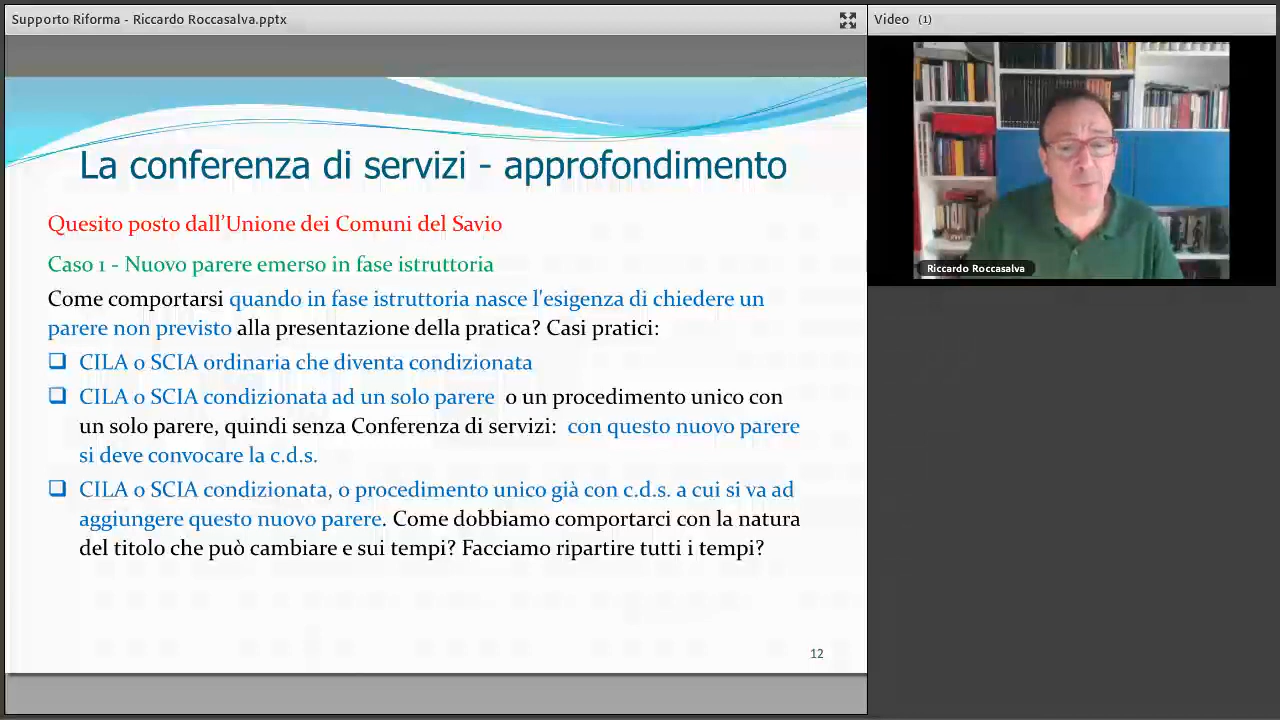 Supporto Riforma - Riccardo Roccasalva.pptx
Video (1)
La conferenza di servizi - approfondimento
Quesito posto dall'Unione dei Comuni del Savio
Caso 1 - Nuovo parere emerso in fase istruttoria
Come comportarsi quando in fase istruttoria nasce l'esigenza di chiedere un
parere non previsto alla presentazione della pratica? Casi pratici:
❑ CILA o SCIA ordinaria che diventa condizionata
❑ CILA o SCIA condizionata ad un solo parere o un procedimento unico con
un solo parere, quindi senza Conferenza di servizi: con questo nuovo parere
si deve convocare la c.d.s.
❑ CILA o SCIA condizionata, o procedimento unico già con c.d.s. a cui si va ad
aggiungere questo nuovo parere. Come dobbiamo comportarci con la natura
del titolo che può cambiare e sui tempi? Facciamo ripartire tutti i tempi?
12
Riccardo Roccasalva